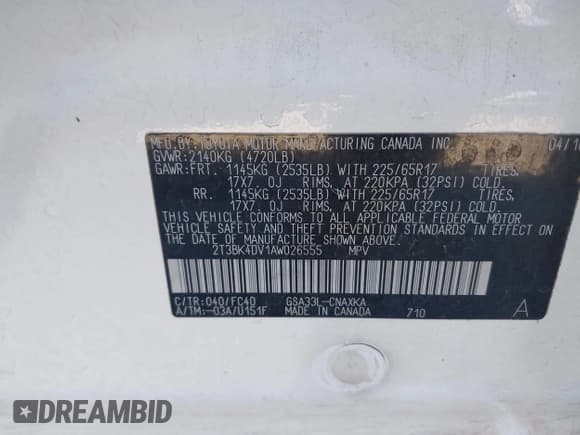 MFD.BY:TOYOTA MOTOR MANUFACTURING CANADA INC. 04/10
GVWR:2140KG (4720LB)
GAWR:FRT. 1145KG (2535LB) WITH 225/65R17 TIRES,
17X7 OJ RIMS, AT 220KPA (32PSI) COLD.
RR. 1145KG (2535LB) WITH 225/65R17 TIRES,
17X7 OJ RIMS, AT 220KPA (32PSI) COLD.
THIS VEHICLE CONFORMS TO ALL APPLICABLE FEDERAL MOTOR
VEHICLE SAFETY AND THEFT PREVENTION STANDARDS IN EFFECT
ON THE DATE OF MANUFACTURE SHOWN ABOVE.
2T3BK4DV1AW026555 MPV
C/TR:040/FC40 GSA33L-CNAXKA
A/TM:-03A/U151F MADE IN CANADA 710 A
DREAMBID